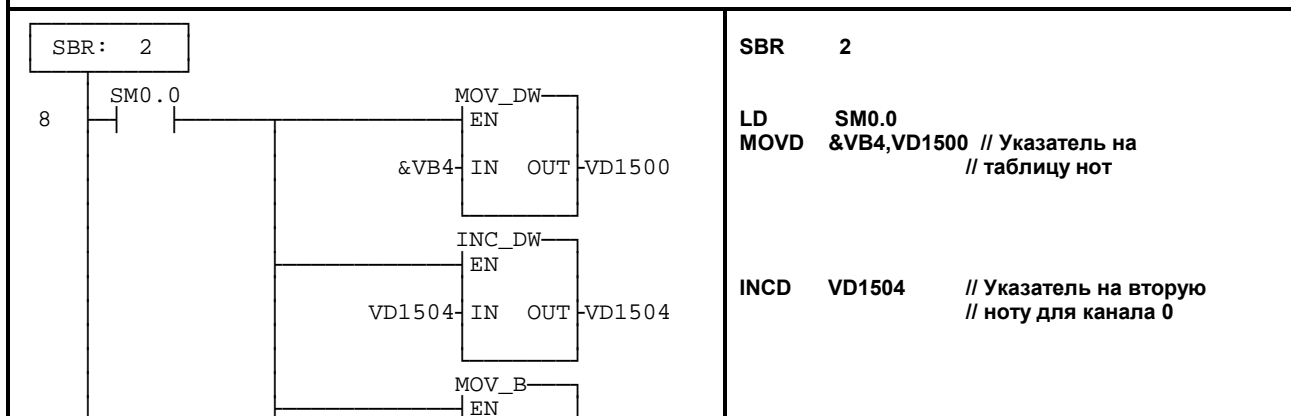 SBR: 2
SM0.0
8
MOV_DW
EN
&VB4 IN OUT VD1500
INC_DW
EN
VD1504 IN OUT VD1504
MOV_B
EN
SBR 2
LD SM0.0
MOVD &VB4,VD1500 // Указатель на
// таблицу нот
INCD VD1504 // Указатель на вторую
// ноту для канала 0